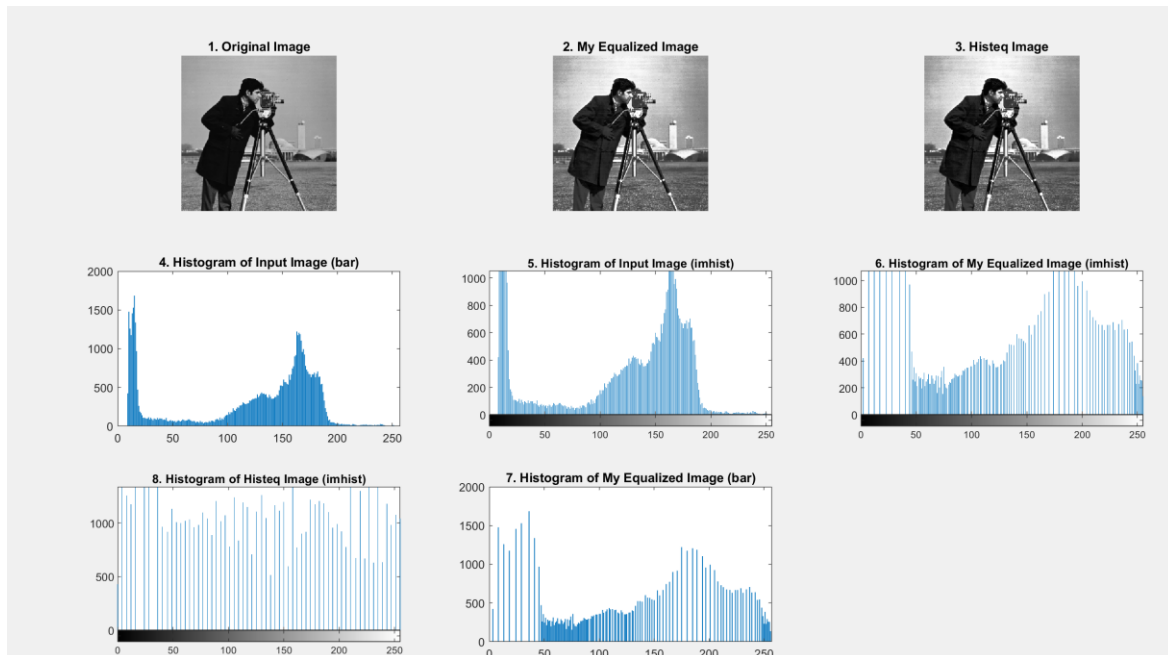 1. Original Image
2. My Equalized Image
3. Histeq Image
4. Histogram of Input Image (bar)
2000
1500
1000
500
0
0 50 100 150 200 250
5. Histogram of Input Image (imhist)
1000
800
600
400
200
0
0 50 100 150 200 250
6. Histogram of My Equalized Image (imhist)
1000
800
600
400
200
0
0 50 100 150 200 250
8. Histogram of Histeq Image (imhist)
1000
500
0
0 50 100 150 200 250
7. Histogram of My Equalized Image (bar)
2000
1500
1000
500
0
0 50 100 150 200 250